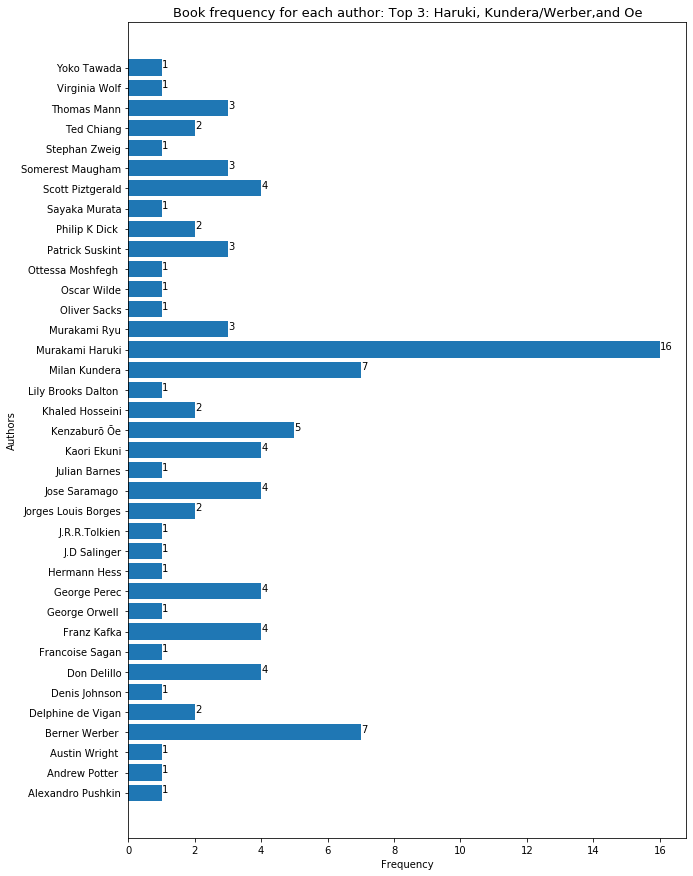 Book frequency for each author: Top 3: Haruki, Kundera/Werber,and Oe
Yoko Tawada 1
Virginia Wolf 1
Thomas Mann 3
Ted Chiang 2
Stephan Zweig 1
Somerest Maugham 3
Scott Piztgerald 4
Sayaka Murata 1
Philip K Dick 2
Patrick Suskint 3
Ottessa Moshfegh 1
Oscar Wilde 1
Oliver Sacks 1
Murakami Ryu 3
Murakami Haruki 16
Milan Kundera 7
Lily Brooks Dalton 1
Khaled Hosseini 2
Kenzaburō Ōe 5
Kaori Ekuni 4
Julian Barnes 1
Jose Saramago 4
Jorges Louis Borges 2
J.R.R.Tolkien 1
J.D Salinger 1
Hermann Hess 1
George Perec 4
George Orwell 1
Franz Kafka 4
Francoise Sagan 1
Don Delillo 4
Denis Johnson 1
Delphine de Vigan 2
Berner Werber 7
Austin Wright 1
Andrew Potter 1
Alexandro Pushkin 1
Authors
0 2 4 6 8 10 12 14 16
Frequency